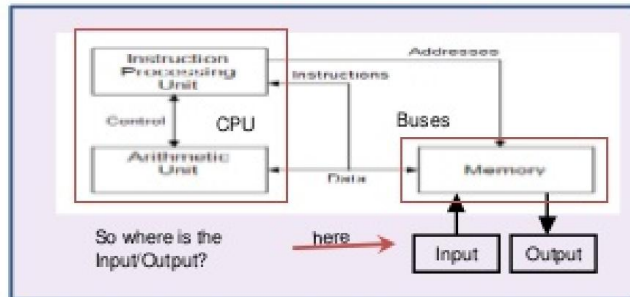 Instruction
Processing
Unit
Addresses
Instructions
Control
CPU
Buses
Arithmetic
Unit
Data
Memory
So where is the
Input/Output?
here
Input
Output